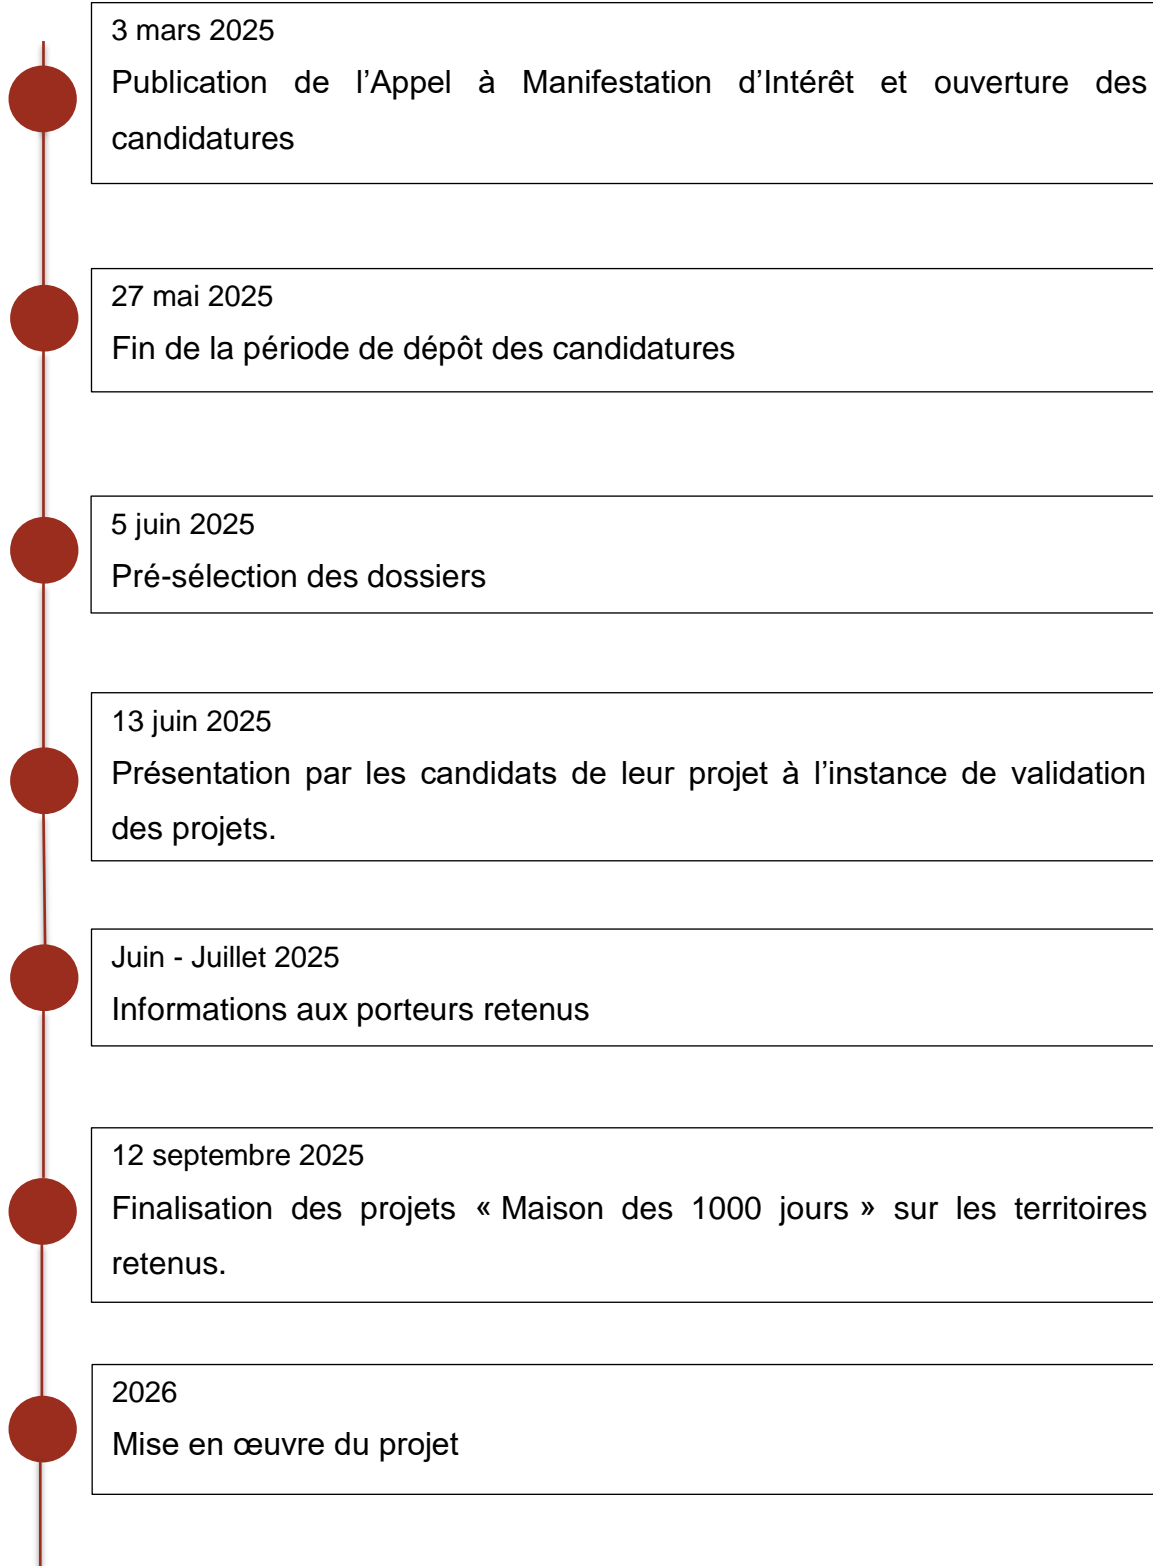 3 mars 2025
Publication de l’Appel à Manifestation d’Intérêt et ouverture des
candidatures
27 mai 2025
Fin de la période de dépôt des candidatures
5 juin 2025
Pré-sélection des dossiers
13 juin 2025
Présentation par les candidats de leur projet à l’instance de validation
des projets.
Juin - Juillet 2025
Informations aux porteurs retenus
12 septembre 2025
Finalisation des projets « Maison des 1000 jours » sur les territoires
retenus.
2026
Mise en œuvre du projet